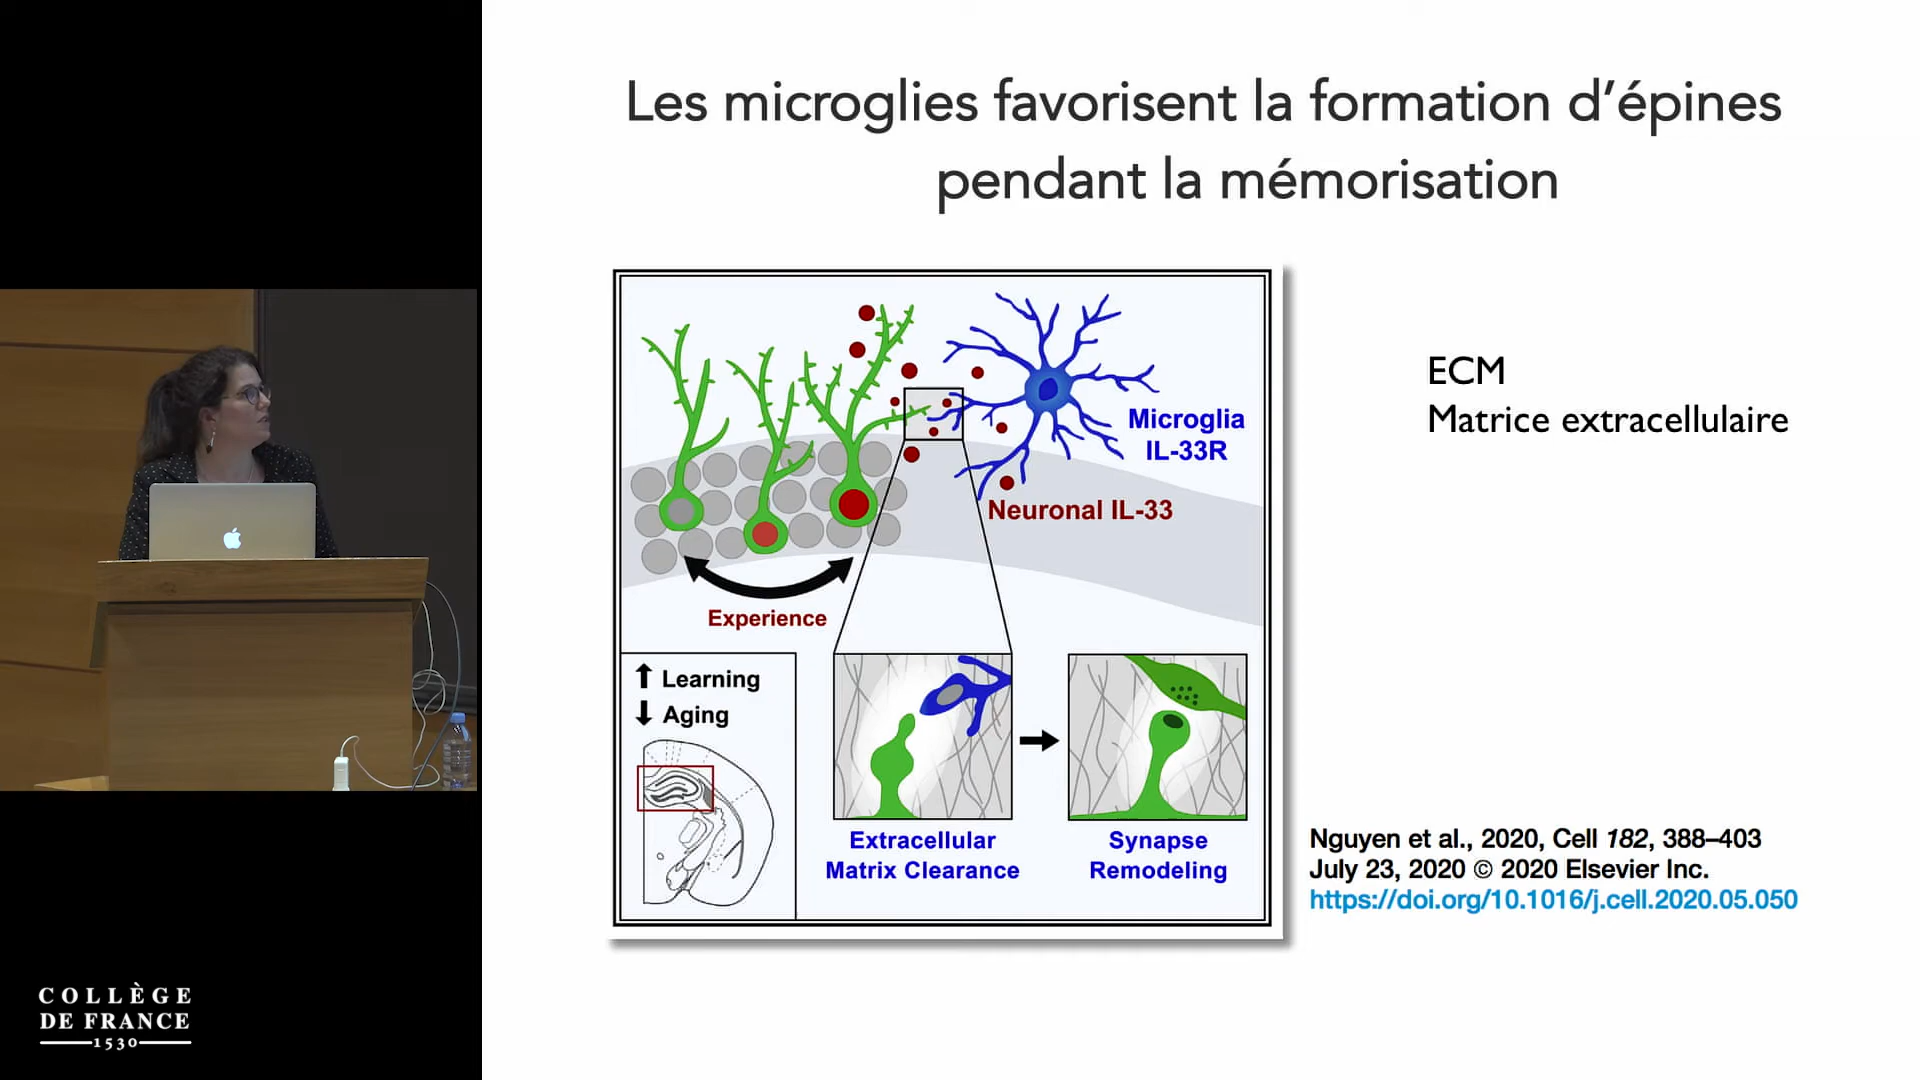 Les microglies favorisent la formation d’épines
pendant la mémorisation
Microglia
IL-33R
Neuronal IL-33
Experience
Learning
Aging
Extracellular
Matrix Clearance
Synapse
Remodeling
ECM
Matrice extracellulaire
Nguyen et al., 2020, Cell 182, 388–403
July 23, 2020 © 2020 Elsevier Inc.
https://doi.org/10.1016/j.cell.2020.05.050
COLLÈGE
DE FRANCE
1530